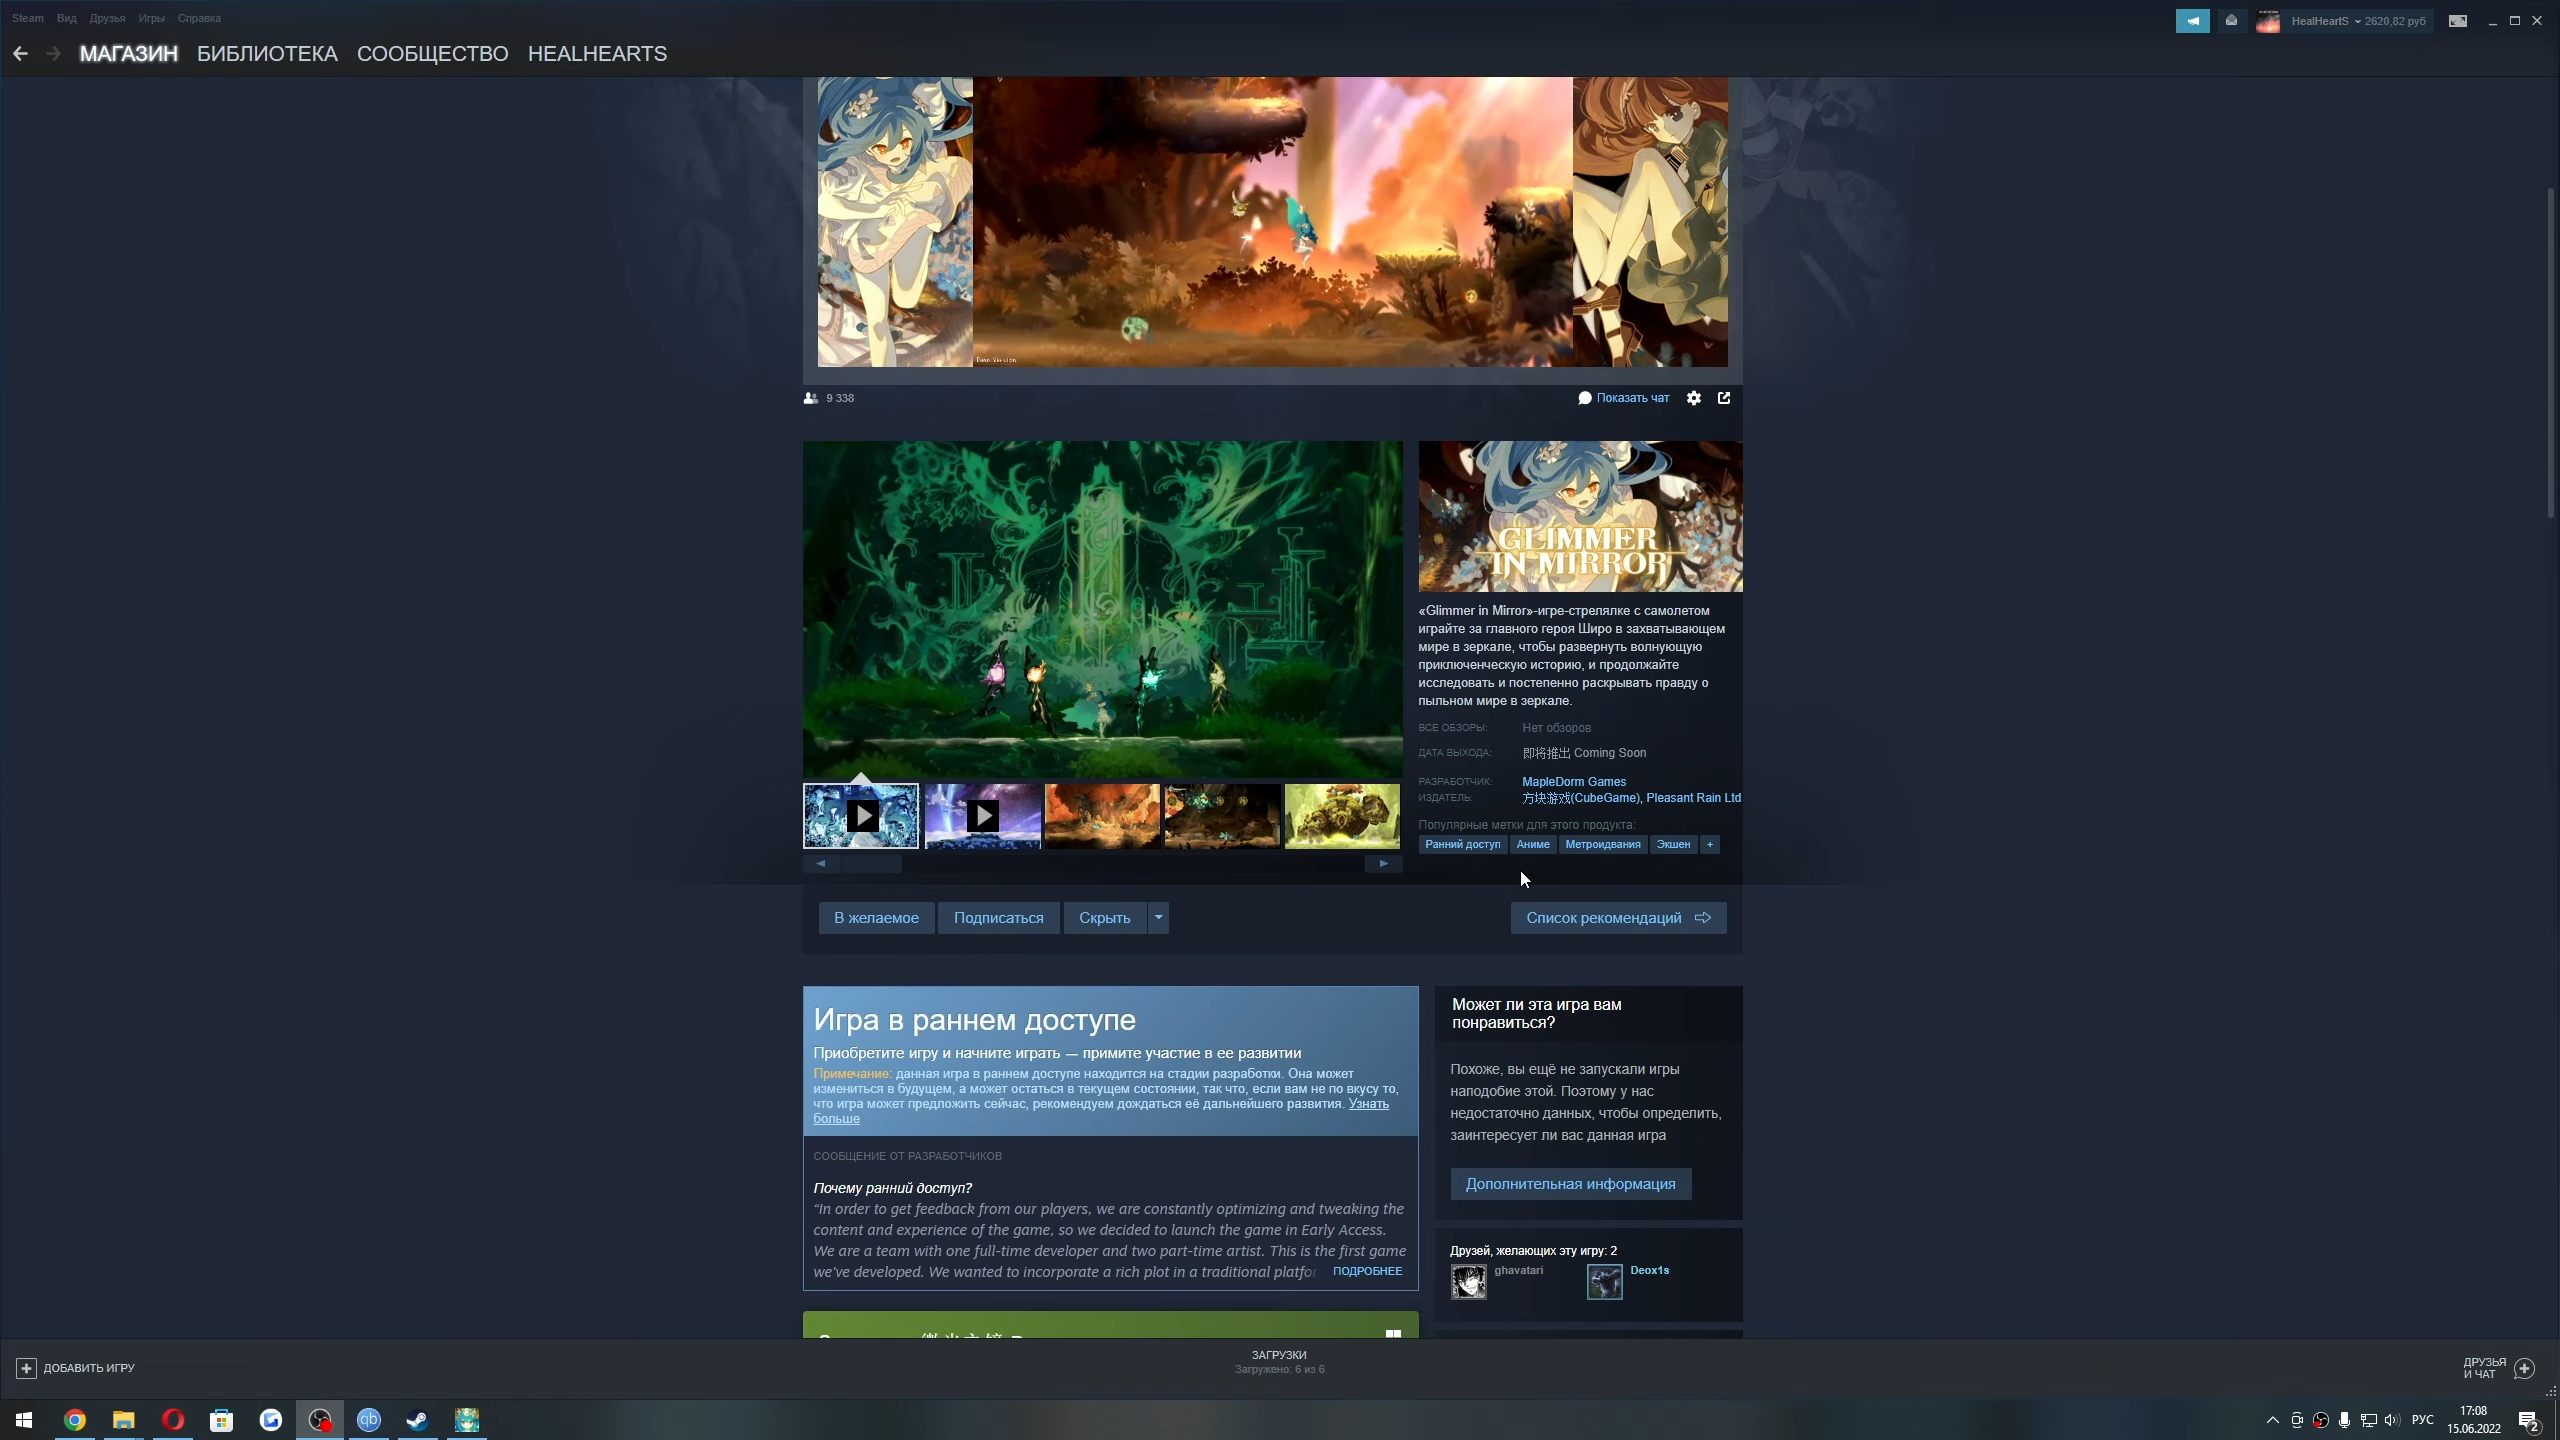 Steam Вид Друзья Игры Справка
HealHeartS 2620,82 руб
МАГАЗИН БИБЛИОТЕКА СООБЩЕСТВО HEALHEARTS
Demo Version
9 338
Показать чат
GLIMMER
IN MIRROR
«Glimmer in Mirror»-игре-стрелялке с самолетом
играйте за главного героя Широ в захватывающем
мире в зеркале, чтобы развернуть волнующую
приключенческую историю, и продолжайте
исследовать и постепенно раскрывать правду о
пыльном мире в зеркале.
ВСЕ ОБЗОРЫ: Нет обзоров
ДАТА ВЫХОДА: 即将推出 Coming Soon
РАЗРАБОТЧИК: MapleDorm Games
ИЗДАТЕЛЬ: 方块游戏(CubeGame), Pleasant Rain Ltd
Популярные метки для этого продукта:
Ранний доступ Аниме Метроидвания Экшен +
В желаемое Подписаться Скрыть
Список рекомендаций
Игра в раннем доступе
Приобретите игру и начните играть — примите участие в ее развитии
Примечание: данная игра в раннем доступе находится на стадии разработки. Она может
измениться в будущем, а может остаться в текущем состоянии, так что, если вам не по вкусу то,
что игра может предложить сейчас, рекомендуем дождаться её дальнейшего развития. Узнать
больше
СООБЩЕНИЕ ОТ РАЗРАБОТЧИКОВ
Почему ранний доступ?
“In order to get feedback from our players, we are constantly optimizing and tweaking the
content and experience of the game, so we decided to launch the game in Early Access.
We are a team with one full-time developer and two part-time artist. This is the first game
we've developed. We wanted to incorporate a rich plot in a traditional platfor ПОДРОБНЕЕ
Может ли эта игра вам
понравиться?
Похоже, вы ещё не запускали игры
наподобие этой. Поэтому у нас
недостаточно данных, чтобы определить,
заинтересует ли вас данная игра
Дополнительная информация
Друзей, желающих эту игру: 2
ghavatari Deox1s
ДОБАВИТЬ ИГРУ
ЗАГРУЗКИ
Загружено: 6 из 6
ДРУЗЬЯ
И ЧАТ
qb
РУС
17:08
15.06.2022
2